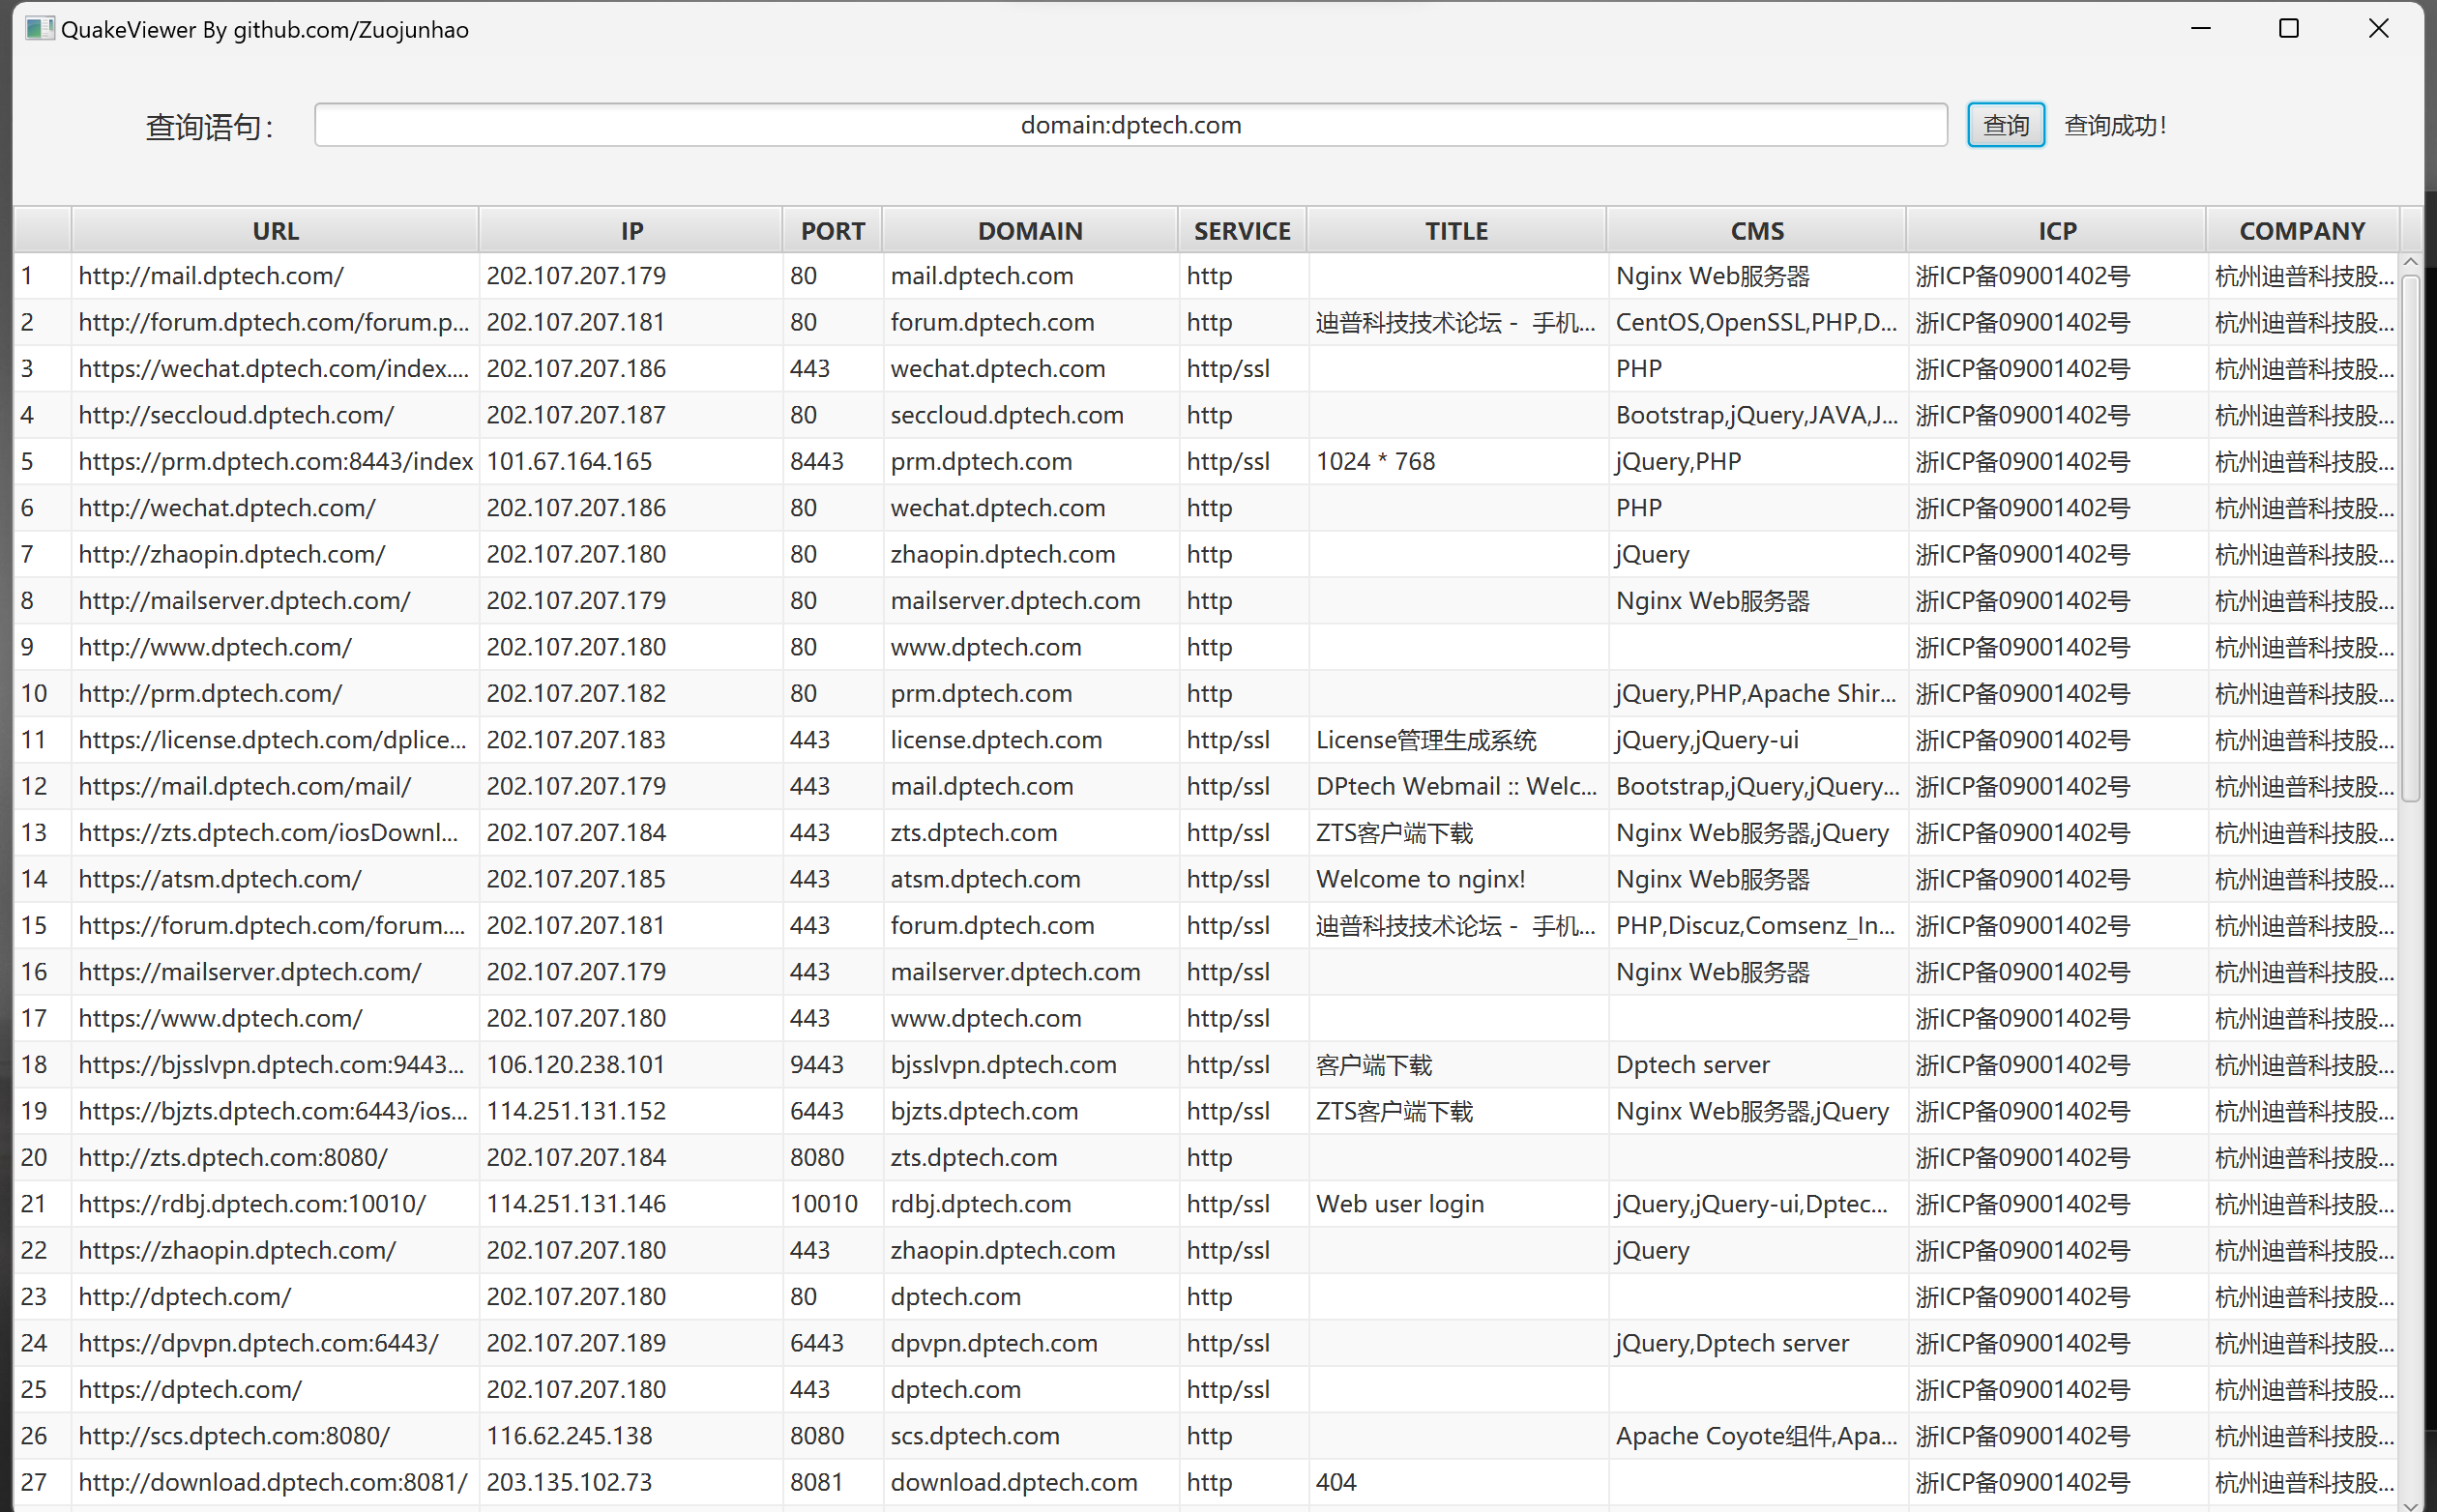 QuakeViewer By github.com/Zuojunhao
查询语句： domain:dptech.com 查询 查询成功！
URL IP PORT DOMAIN SERVICE TITLE CMS ICP COMPANY
1 http://mail.dptech.com/ 202.107.207.179 80 mail.dptech.com http Nginx Web服务器 浙ICP备09001402号 杭州迪普科技股...
2 http://forum.dptech.com/forum.p... 202.107.207.181 80 forum.dptech.com http 迪普科技技术论坛 - 手机... CentOS,OpenSSL,PHP,D... 浙ICP备09001402号 杭州迪普科技股...
3 https://wechat.dptech.com/index.... 202.107.207.186 443 wechat.dptech.com http/ssl PHP 浙ICP备09001402号 杭州迪普科技股...
4 http://seccloud.dptech.com/ 202.107.207.187 80 seccloud.dptech.com http Bootstrap,jQuery,JAVA,J... 浙ICP备09001402号 杭州迪普科技股...
5 https://prm.dptech.com:8443/index 101.67.164.165 8443 prm.dptech.com http/ssl 1024 * 768 jQuery,PHP 浙ICP备09001402号 杭州迪普科技股...
6 http://wechat.dptech.com/ 202.107.207.186 80 wechat.dptech.com http PHP 浙ICP备09001402号 杭州迪普科技股...
7 http://zhaopin.dptech.com/ 202.107.207.180 80 zhaopin.dptech.com http jQuery 浙ICP备09001402号 杭州迪普科技股...
8 http://mailserver.dptech.com/ 202.107.207.179 80 mailserver.dptech.com http Nginx Web服务器 浙ICP备09001402号 杭州迪普科技股...
9 http://www.dptech.com/ 202.107.207.180 80 www.dptech.com http 浙ICP备09001402号 杭州迪普科技股...
10 http://prm.dptech.com/ 202.107.207.182 80 prm.dptech.com http jQuery,PHP,Apache Shir... 浙ICP备09001402号 杭州迪普科技股...
11 https://license.dptech.com/dplice... 202.107.207.183 443 license.dptech.com http/ssl License管理生成系统 jQuery,jQuery-ui 浙ICP备09001402号 杭州迪普科技股...
12 https://mail.dptech.com/mail/ 202.107.207.179 443 mail.dptech.com http/ssl DPtech Webmail :: Welc... Bootstrap,jQuery,jQuery... 浙ICP备09001402号 杭州迪普科技股...
13 https://zts.dptech.com/iosDownl... 202.107.207.184 443 zts.dptech.com http/ssl ZTS客户端下载 Nginx Web服务器,jQuery 浙ICP备09001402号 杭州迪普科技股...
14 https://atsm.dptech.com/ 202.107.207.185 443 atsm.dptech.com http/ssl Welcome to nginx! Nginx Web服务器 浙ICP备09001402号 杭州迪普科技股...
15 https://forum.dptech.com/forum.... 202.107.207.181 443 forum.dptech.com http/ssl 迪普科技技术论坛 - 手机... PHP,Discuz,Comsenz_In... 浙ICP备09001402号 杭州迪普科技股...
16 https://mailserver.dptech.com/ 202.107.207.179 443 mailserver.dptech.com http/ssl Nginx Web服务器 浙ICP备09001402号 杭州迪普科技股...
17 https://www.dptech.com/ 202.107.207.180 443 www.dptech.com http/ssl 浙ICP备09001402号 杭州迪普科技股...
18 https://bjsslvpn.dptech.com:9443... 106.120.238.101 9443 bjsslvpn.dptech.com http/ssl 客户端下载 Dptech server 浙ICP备09001402号 杭州迪普科技股...
19 https://bjzts.dptech.com:6443/ios... 114.251.131.152 6443 bjzts.dptech.com http/ssl ZTS客户端下载 Nginx Web服务器,jQuery 浙ICP备09001402号 杭州迪普科技股...
20 http://zts.dptech.com:8080/ 202.107.207.184 8080 zts.dptech.com http 浙ICP备09001402号 杭州迪普科技股...
21 https://rdbj.dptech.com:10010/ 114.251.131.146 10010 rdbj.dptech.com http/ssl Web user login jQuery,jQuery-ui,Dptec... 浙ICP备09001402号 杭州迪普科技股...
22 https://zhaopin.dptech.com/ 202.107.207.180 443 zhaopin.dptech.com http/ssl jQuery 浙ICP备09001402号 杭州迪普科技股...
23 http://dptech.com/ 202.107.207.180 80 dptech.com http 浙ICP备09001402号 杭州迪普科技股...
24 https://dpvpn.dptech.com:6443/ 202.107.207.189 6443 dpvpn.dptech.com http/ssl jQuery,Dptech server 浙ICP备09001402号 杭州迪普科技股...
25 https://dptech.com/ 202.107.207.180 443 dptech.com http/ssl 浙ICP备09001402号 杭州迪普科技股...
26 http://scs.dptech.com:8080/ 116.62.245.138 8080 scs.dptech.com http Apache Coyote组件,Apa... 浙ICP备09001402号 杭州迪普科技股...
27 http://download.dptech.com:8081/ 203.135.102.73 8081 download.dptech.com http 404 浙ICP备09001402号 杭州迪普科技股...